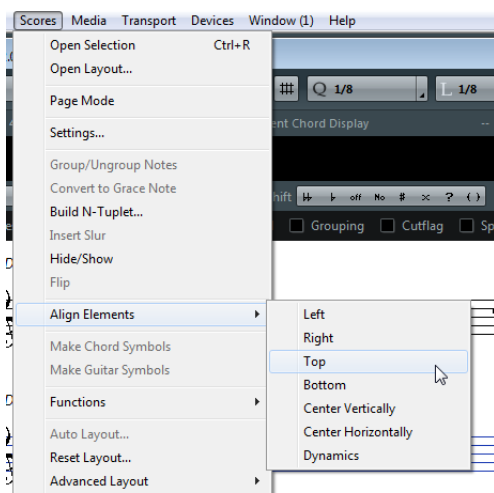 Scores Media Transport Devices Window (1) Help
Open Selection Ctrl+R
Open Layout...
Q 1/8 L 1/8
Page Mode
ent Chord Display --
Settings...
Group/Ungroup Notes
Convert to Grace Note
hift off No # x ? ( )
Build N-Tuplet...
Grouping Cutflag Sp
Insert Slur
Hide/Show
Flip
Align Elements
Left
Right
Make Chord Symbols
Top
Make Guitar Symbols
Bottom
Functions
Center Vertically
Auto Layout...
Center Horizontally
Reset Layout...
Dynamics
Advanced Layout